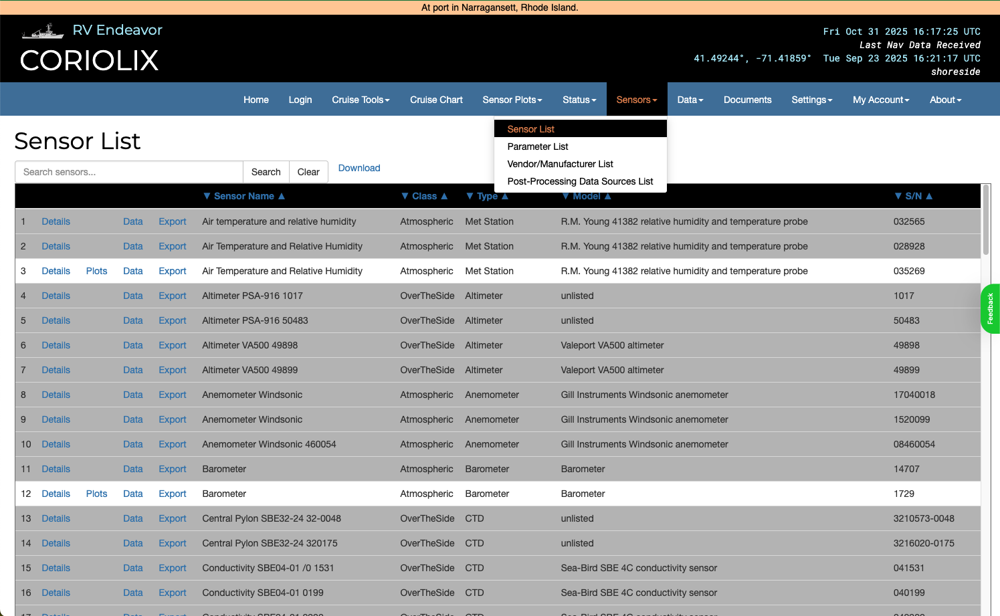 At port in Narragansett, Rhode Island.
RV Endeavor
CORIOLIX
Fri Oct 31 2025 16:17:25 UTC
Last Nav Data Received
41.49244°, -71.41859° Tue Sep 23 2025 16:21:17 UTC
shoreside
Home Login Cruise Tools Cruise Chart Sensor Plots Status Sensors Data Documents Settings My Account About
Sensor List
Parameter List
Vendor/Manufacturer List
Post-Processing Data Sources List
Sensor List
Search sensors... Search Clear Download
▼ Sensor Name ▲ ▼ Class ▲ ▼ Type ▲ ▼ Model ▲ ▼ S/N ▲
1 Details Data Export Air temperature and relative humidity Atmospheric Met Station R.M. Young 41382 relative humidity and temperature probe 032565
2 Details Data Export Air Temperature and Relative Humidity Atmospheric Met Station R.M. Young 41382 relative humidity and temperature probe 028928
3 Details Plots Data Export Air Temperature and Relative Humidity Atmospheric Met Station R.M. Young 41382 relative humidity and temperature probe 035269
4 Details Data Export Altimeter PSA-916 1017 OverTheSide Altimeter unlisted 1017
5 Details Data Export Altimeter PSA-916 50483 OverTheSide Altimeter unlisted 50483
6 Details Data Export Altimeter VA500 49898 OverTheSide Altimeter Valeport VA500 altimeter 49898
7 Details Data Export Altimeter VA500 49899 OverTheSide Altimeter Valeport VA500 altimeter 49899
8 Details Data Export Anemometer Windsonic Atmospheric Anemometer Gill Instruments Windsonic anemometer 17040018
9 Details Data Export Anemometer Windsonic Atmospheric Anemometer Gill Instruments Windsonic anemometer 1520099
10 Details Data Export Anemometer Windsonic 460054 Atmospheric Anemometer Gill Instruments Windsonic anemometer 08460054
11 Details Data Export Barometer Atmospheric Barometer Barometer 14707
12 Details Plots Data Export Barometer Atmospheric Barometer Barometer 1729
13 Details Data Export Central Pylon SBE32-24 32-0048 OverTheSide CTD unlisted 3210573-0048
14 Details Data Export Central Pylon SBE32-24 320175 OverTheSide CTD unlisted 3216020-0175
15 Details Data Export Conductivity SBE04-01 /0 1531 OverTheSide CTD Sea-Bird SBE 4C conductivity sensor 041531
16 Details Data Export Conductivity SBE04-01 0199 OverTheSide CTD Sea-Bird SBE 4C conductivity sensor 040199
Feedback